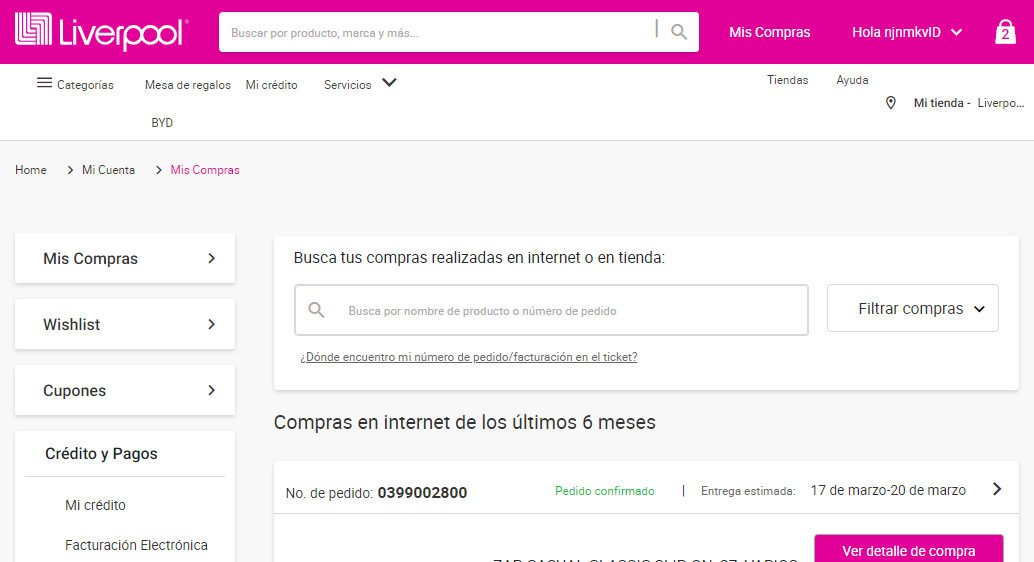 Liverpool
Buscar por producto, marca y más...
Mis Compras
Hola njnmkvID
2
Categorías
Mesa de regalos
Mi crédito
Servicios
Tiendas
Ayuda
BYD
Mi tienda - Liverpo...
Home > Mi Cuenta > Mis Compras
Mis Compras
Wishlist
Cupones
Crédito y Pagos
Mi crédito
Facturación Electrónica
Busca tus compras realizadas en internet o en tienda:
Busca por nombre de producto o número de pedido
Filtrar compras
¿Dónde encuentro mi número de pedido/facturación en el ticket?
Compras en internet de los últimos 6 meses
No. de pedido: 0399002800
Pedido confirmado | Entrega estimada: 17 de marzo-20 de marzo
Ver detalle de compra